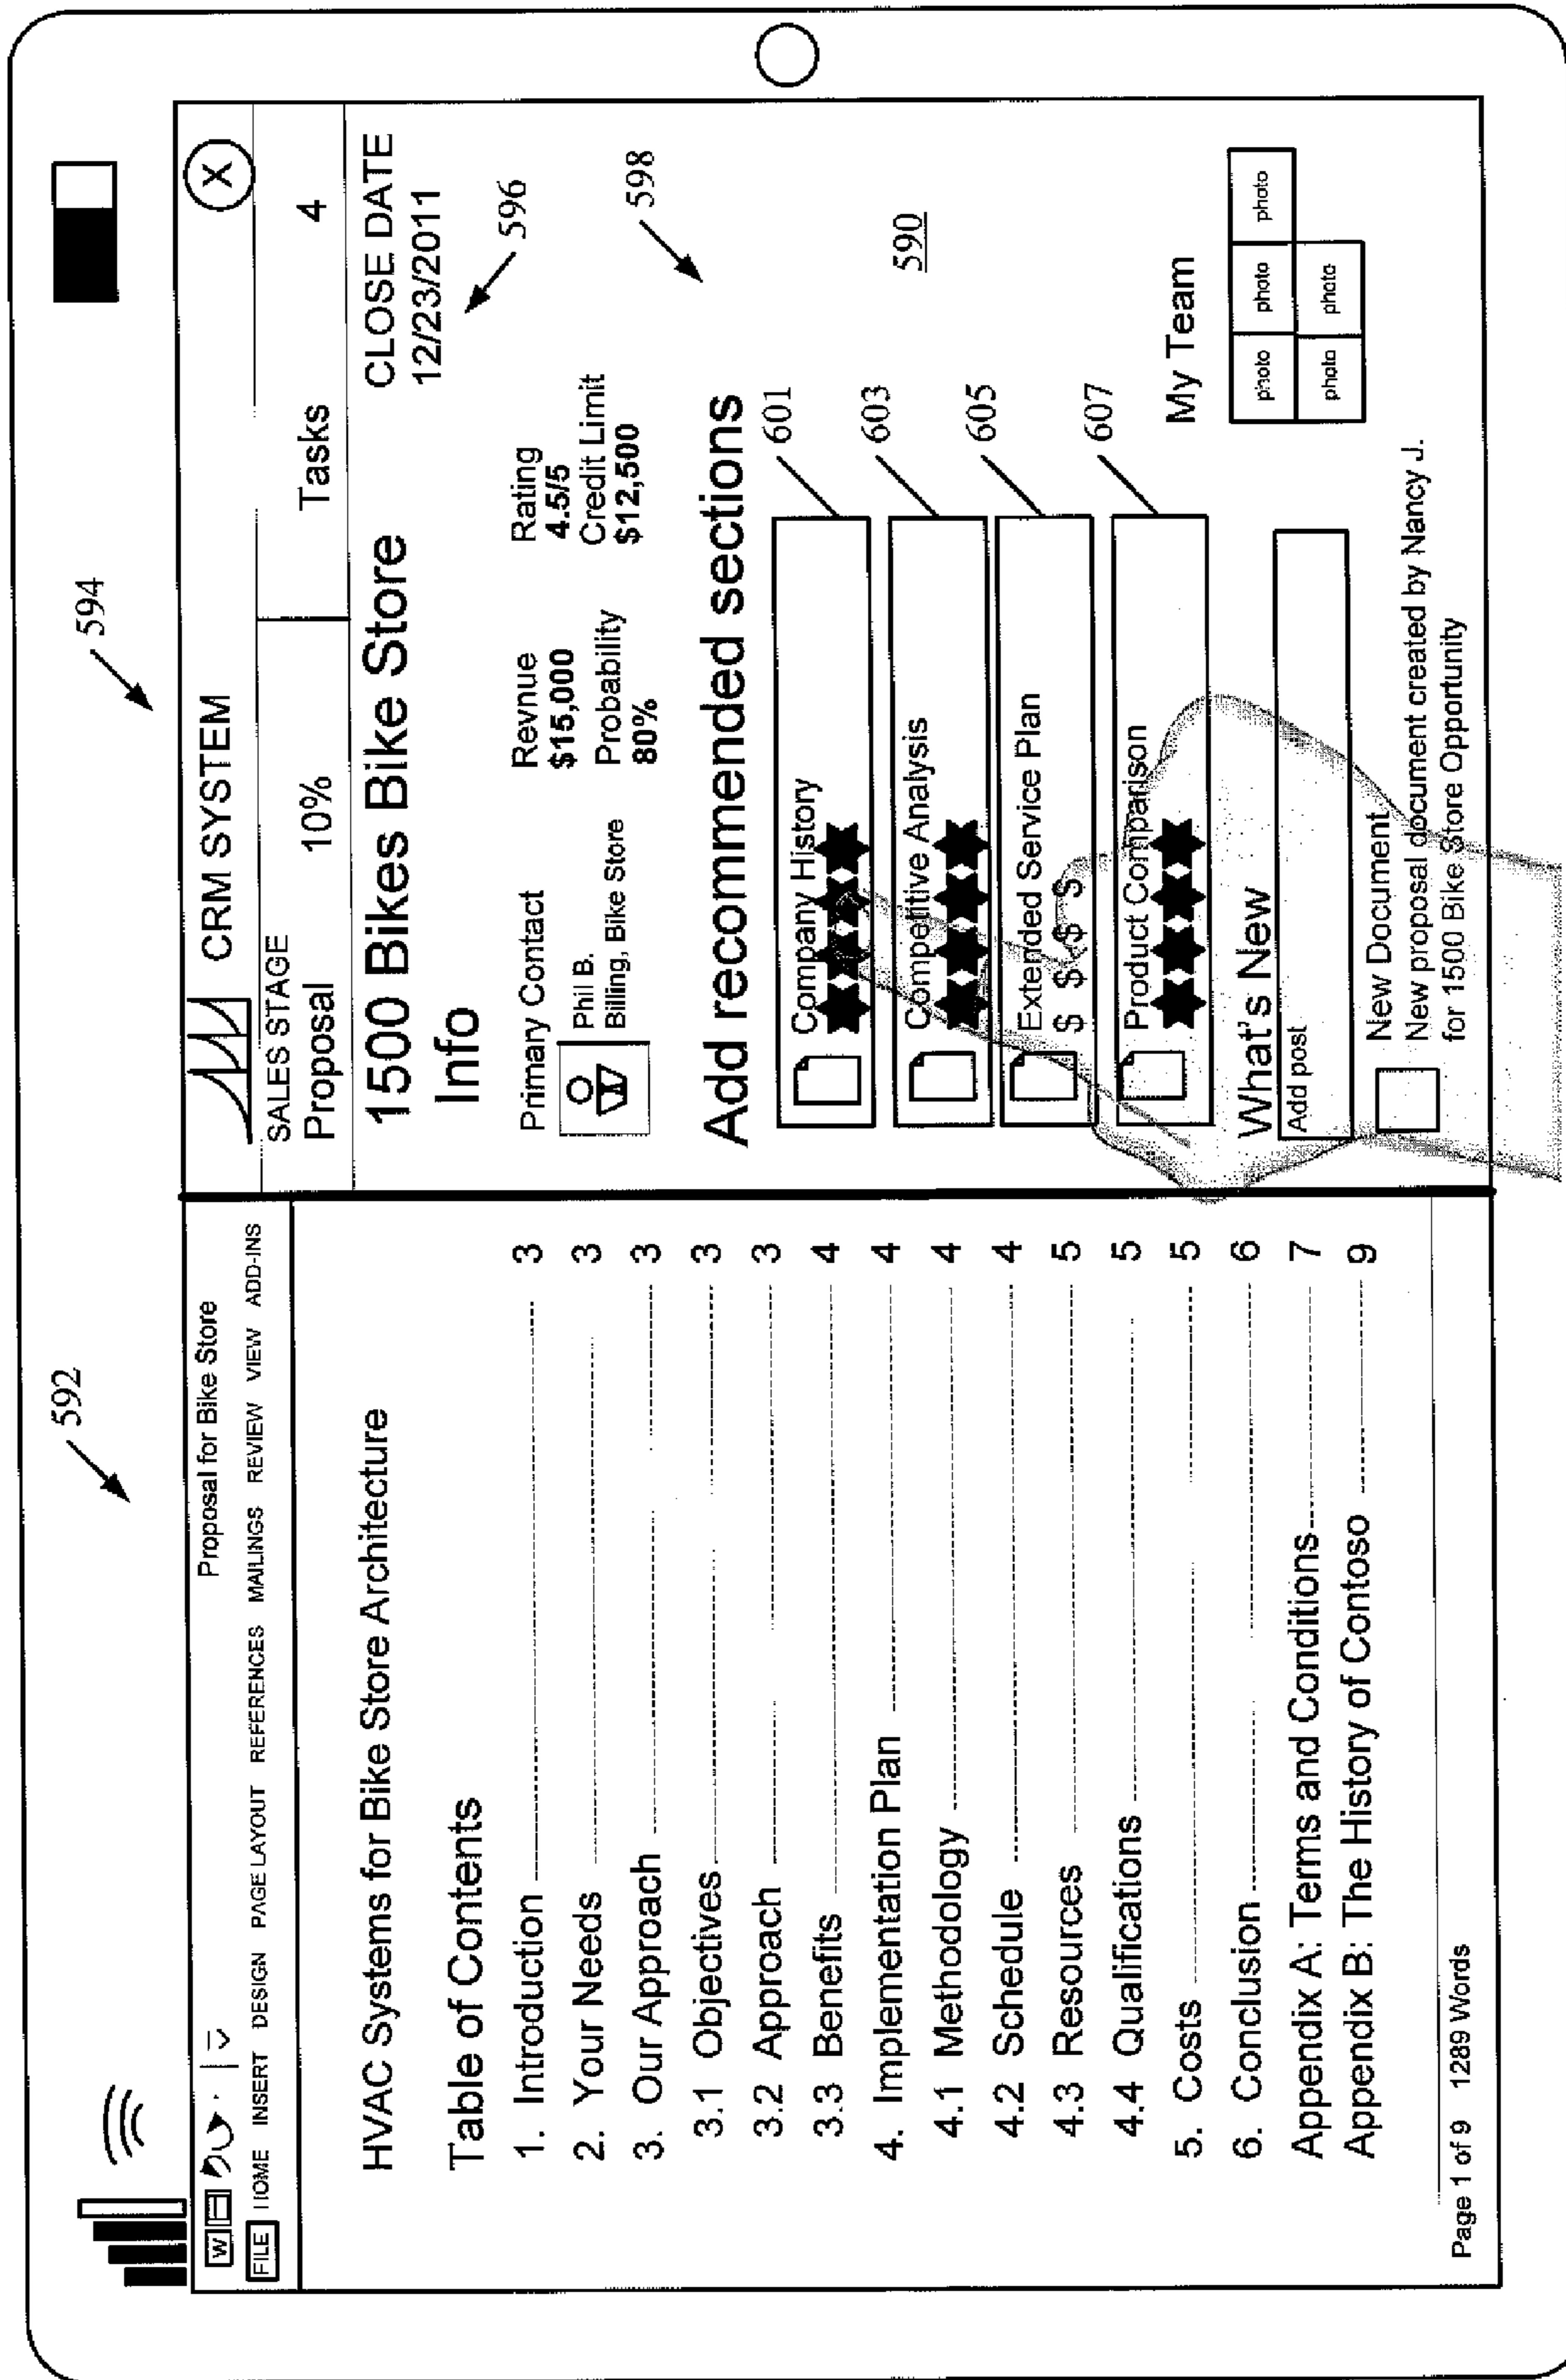 592
594
Proposal for Bike Store
W
FILE HOME INSERT DESIGN PAGE LAYOUT REFERENCES MAILINGS REVIEW VIEW ADD-INS
HVAC Systems for Bike Store Architecture
Table of Contents
1. Introduction 3
2. Your Needs 3
3. Our Approach 3
3.1 Objectives 3
3.2 Approach 3
3.3 Benefits 4
4. Implementation Plan 4
4.1 Methodology 4
4.2 Schedule 4
4.3 Resources 5
4.4 Qualifications 5
5. Costs 5
6. Conclusion 6
Appendix A: Terms and Conditions 7
Appendix B: The History of Contoso 9
Page 1 of 9 1289 Words
CRM SYSTEM X
SALES STAGE
Proposal 10% Tasks 4
1500 Bikes Bike Store
CLOSE DATE
12/23/2011
Info
596
Primary Contact
Phil B.
Billing, Bike Store
Revnue
$15,000
Probability
80%
Rating
4.5/5
Credit Limit
$12,500
598
Add recommended sections
Company History
601
Competitive Analysis
603
590
Extended Service Plan
$ $ $ $
605
Product Comparison
607
What's New
Add post
New Document
New proposal document created by Nancy J.
for 1500 Bike Store Opportunity
My Team
photo photo photo
photo photo